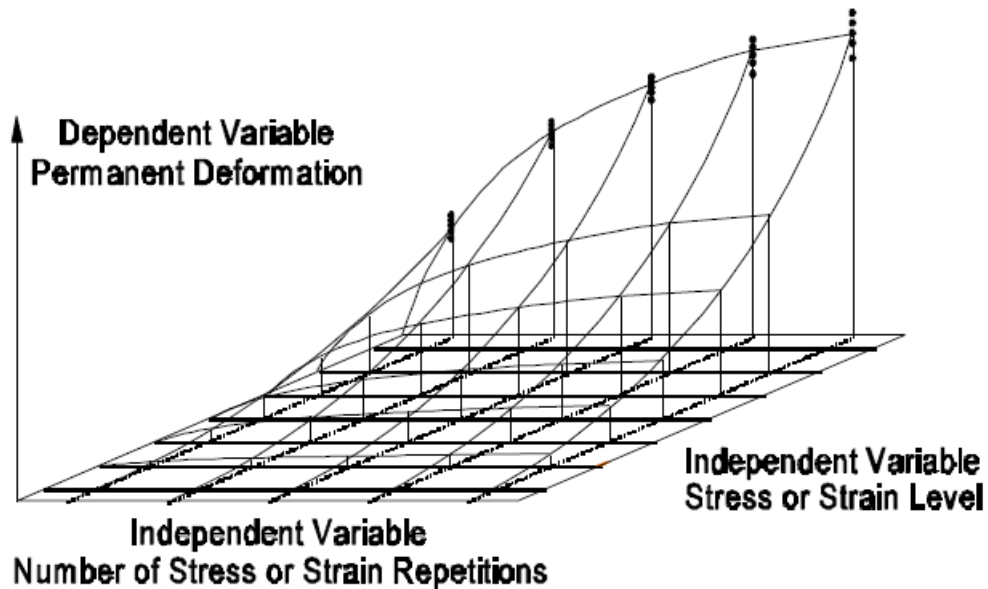 Dependent Variable
Permanent Deformation
Independent Variable
Stress or Strain Level
Independent Variable
Number of Stress or Strain Repetitions